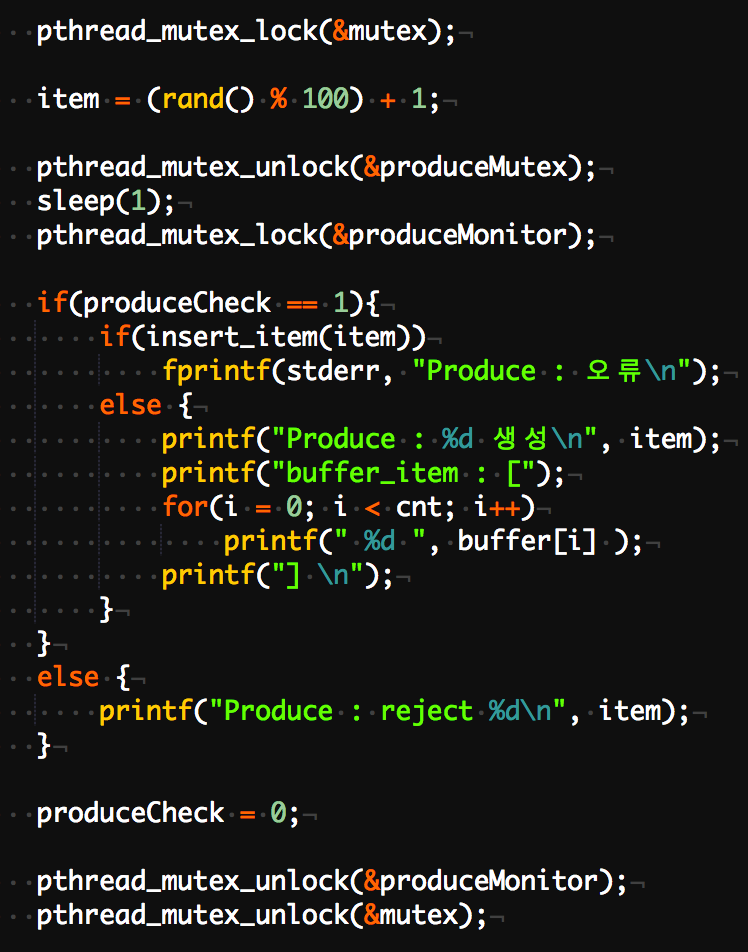 pthread_mutex_lock(&mutex);
item = (rand() % 100) + 1;
pthread_mutex_unlock(&produceMutex);
sleep(1);
pthread_mutex_lock(&produceMonitor);
if(produceCheck == 1){
if(insert_item(item))
fprintf(stderr, "Produce : 오류\n");
else {
printf("Produce : %d 생성\n", item);
printf("buffer_item : [");
for(i = 0; i < cnt; i++)
printf(" %d ", buffer[i] );
printf("] \n");
}
}
else {
printf("Produce : reject %d\n", item);
}
produceCheck = 0;
pthread_mutex_unlock(&produceMonitor);
pthread_mutex_unlock(&mutex);